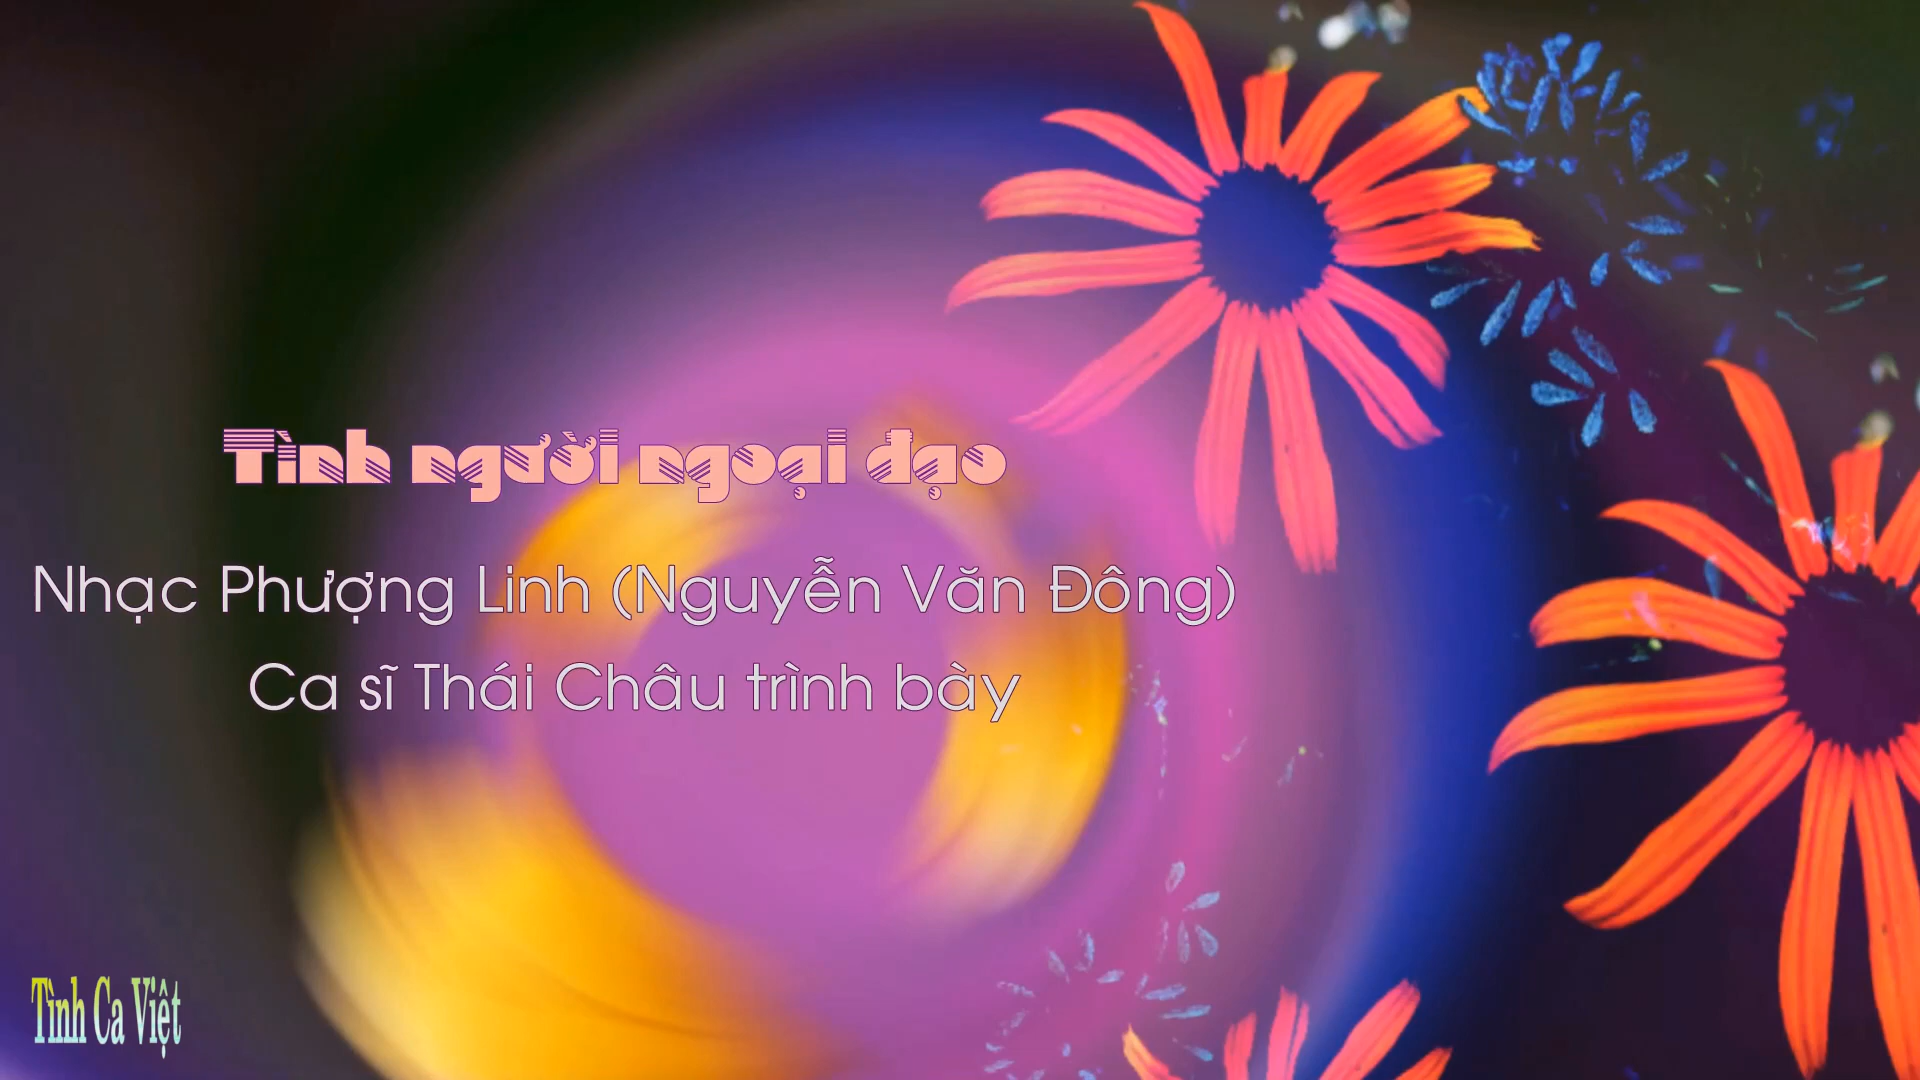 Tình người ngoại đạo
Nhạc Phượng Linh (Nguyễn Văn Đông)
Ca sĩ Thái Châu trình bày
Tình Ca Việt